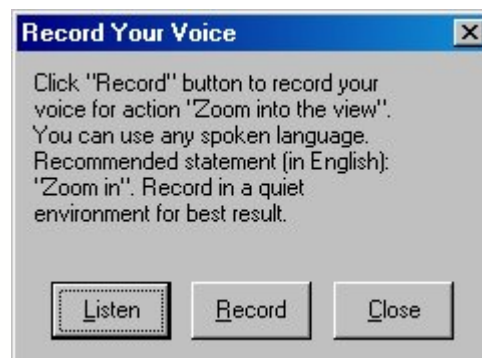 Record Your Voice
Click "Record" button to record your
voice for action "Zoom into the view".
You can use any spoken language.
Recommended statement (in English):
"Zoom in". Record in a quiet
environment for best result.
Listen Record Close